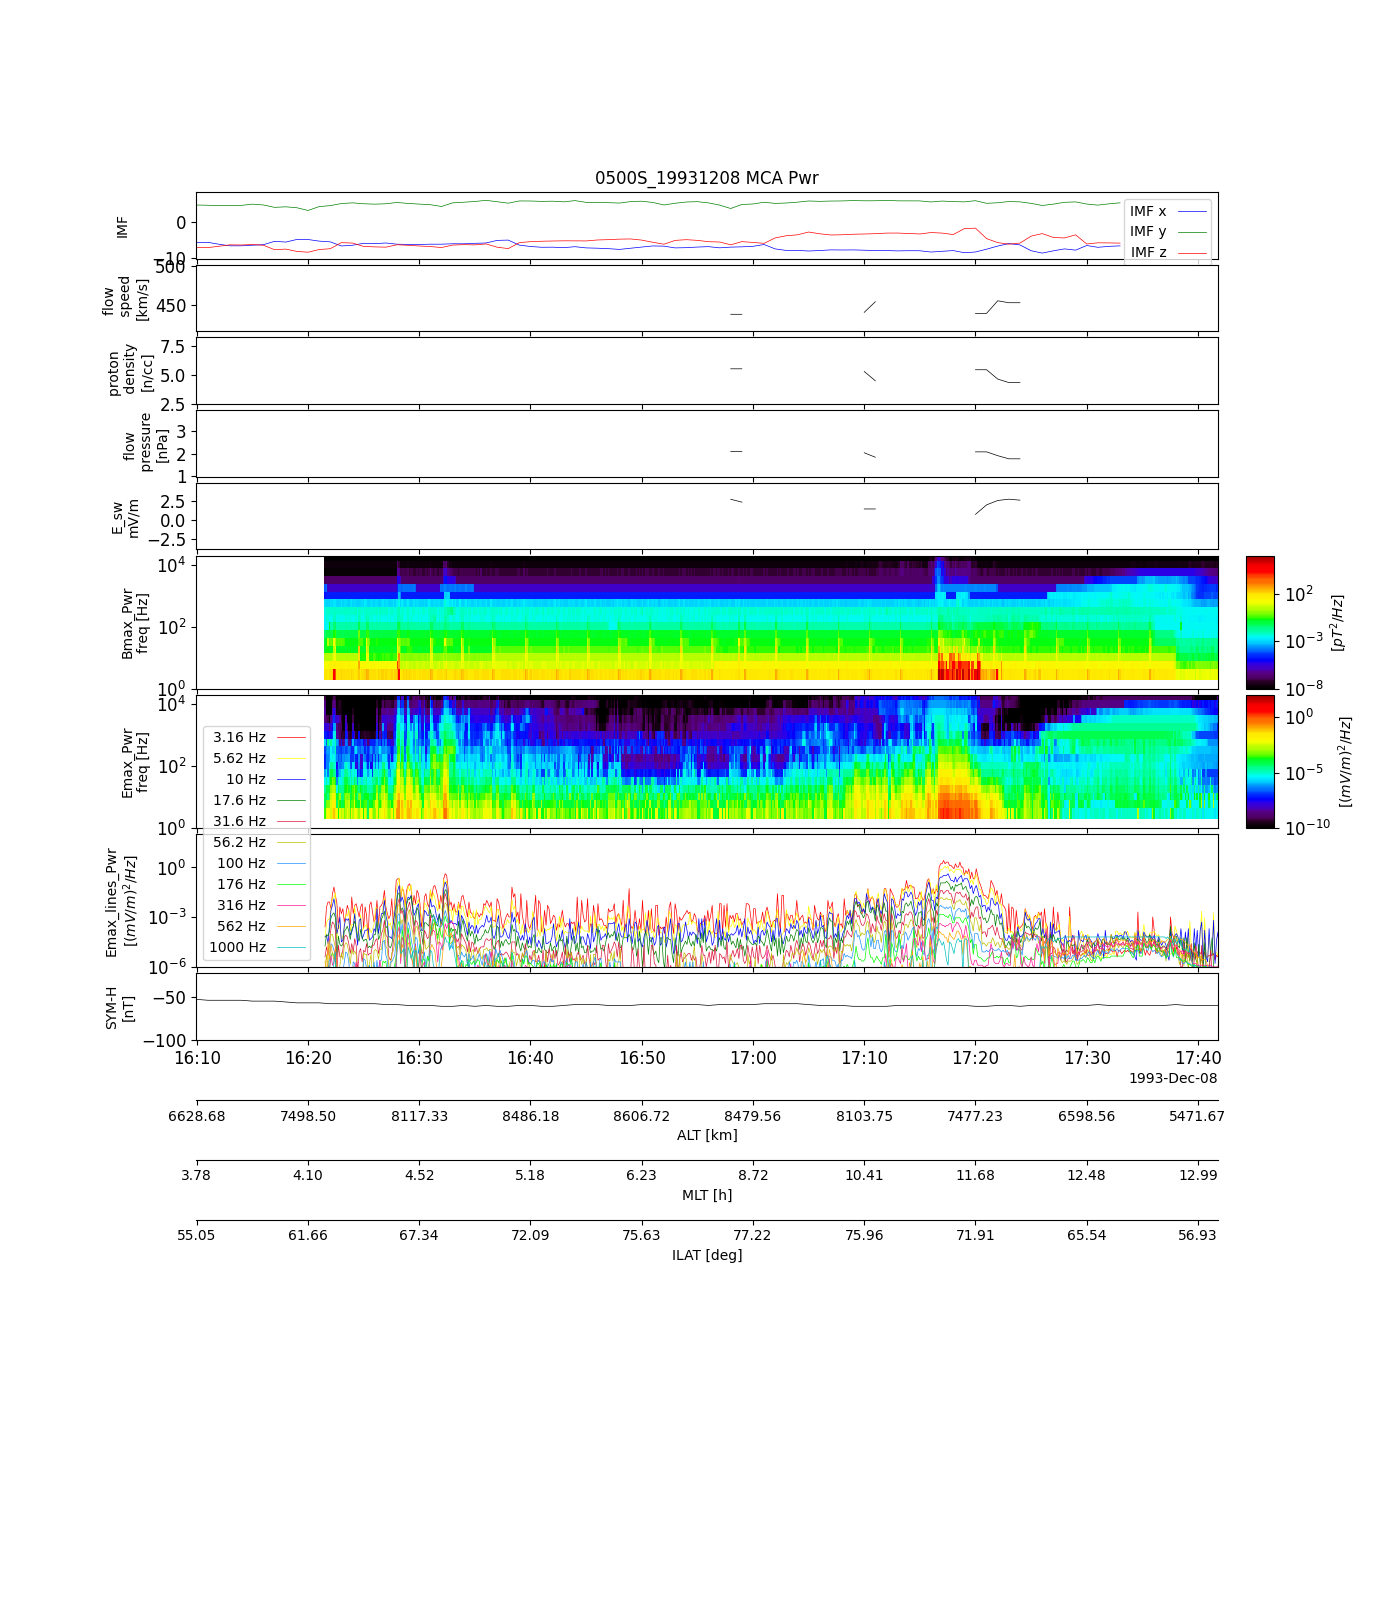 0500S_19931208 MCA Pwr
IMF
0
−10
IMF x
IMF y
IMF z
flow
speed
[km/s]
500
450
proton
density
[n/cc]
7.5
5.0
2.5
flow
pressure
[nPa]
3
2
1
E_sw
mV/m
2.5
0.0
−2.5
Bmax_Pwr
freq [Hz]
10^4
10^2
10^0
10^2
10^−3
10^−8
[pT^2/Hz]
Emax_Pwr
freq [Hz]
10^4
10^2
10^0
10^0
10^−5
10^−10
[(mV/m)^2/Hz]
3.16 Hz
5.62 Hz
10 Hz
17.6 Hz
31.6 Hz
56.2 Hz
100 Hz
176 Hz
316 Hz
562 Hz
1000 Hz
Emax_lines_Pwr
[(mV/m)^2/Hz]
10^0
10^−3
10^−6
SYM-H
[nT]
−50
−100
16:10 16:20 16:30 16:40 16:50 17:00 17:10 17:20 17:30 17:40
1993-Dec-08
6628.68 7498.50 8117.33 8486.18 8606.72 8479.56 8103.75 7477.23 6598.56 5471.67
ALT [km]
3.78 4.10 4.52 5.18 6.23 8.72 10.41 11.68 12.48 12.99
MLT [h]
55.05 61.66 67.34 72.09 75.63 77.22 75.96 71.91 65.54 56.93
ILAT [deg]